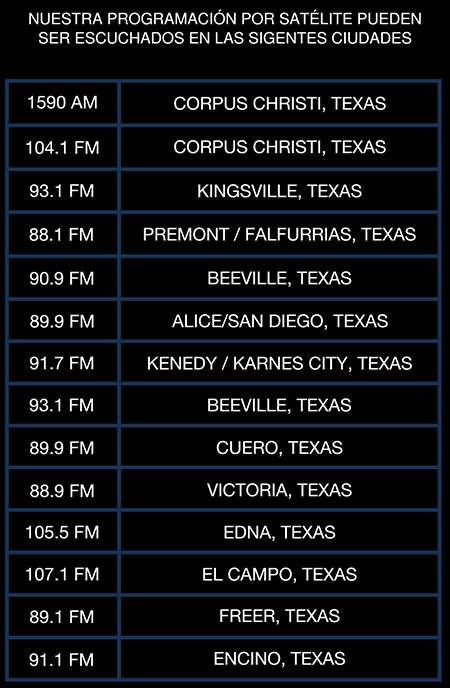 NUESTRA PROGRAMACIÓN POR SATÉLITE PUEDEN
SER ESCUCHADOS EN LAS SIGENTES CIUDADES
1590 AM CORPUS CHRISTI, TEXAS
104.1 FM CORPUS CHRISTI, TEXAS
93.1 FM KINGSVILLE, TEXAS
88.1 FM PREMONT / FALFURRIAS, TEXAS
90.9 FM BEEVILLE, TEXAS
89.9 FM ALICE/SAN DIEGO, TEXAS
91.7 FM KENEDY / KARNES CITY, TEXAS
93.1 FM BEEVILLE, TEXAS
89.9 FM CUERO, TEXAS
88.9 FM VICTORIA, TEXAS
105.5 FM EDNA, TEXAS
107.1 FM EL CAMPO, TEXAS
89.1 FM FREER, TEXAS
91.1 FM ENCINO, TEXAS